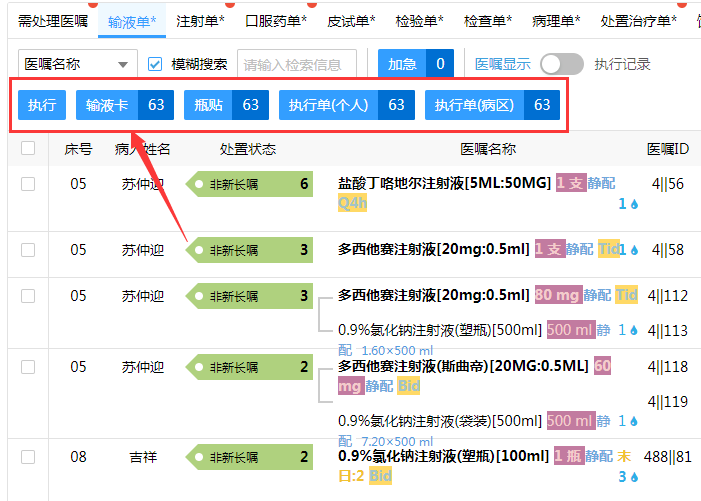 需处理医嘱 输液单* 注射单* 口服药单* 皮试单* 检验单* 检查单* 病理单* 处置治疗单*
医嘱名称 模糊搜索 请输入检索信息 加急 0 医嘱显示 执行记录
执行 输液卡 63 瓶贴 63 执行单(个人) 63 执行单(病区) 63
床号 病人姓名 处置状态 医嘱名称 医嘱ID
05 苏仲迎 非新长嘱 6 盐酸丁咯地尔注射液[5ML:50MG] 1 支 静配 4||56
Q4h 1
05 苏仲迎 非新长嘱 3 多西他赛注射液[20mg:0.5ml] 1 支 静配 Tid 1 4||58
05 苏仲迎 非新长嘱 3 多西他赛注射液[20mg:0.5ml] 80 mg 静配 Tid 4||112
0.9%氯化钠注射液(塑瓶)[500ml] 500 ml 静 1 4||113
配 1.60×500 ml
05 苏仲迎 非新长嘱 2 多西他赛注射液(斯曲帝)[20MG:0.5ML] 60 4||118
mg 静配 Bid
4||119
0.9%氯化钠注射液(袋装)[500ml] 500 ml 静 1
配 7.20×500 ml
08 吉祥 非新长嘱 2 0.9%氯化钠注射液(塑瓶)[100ml] 1 瓶 静配 末 488||81
日:2 Bid 3